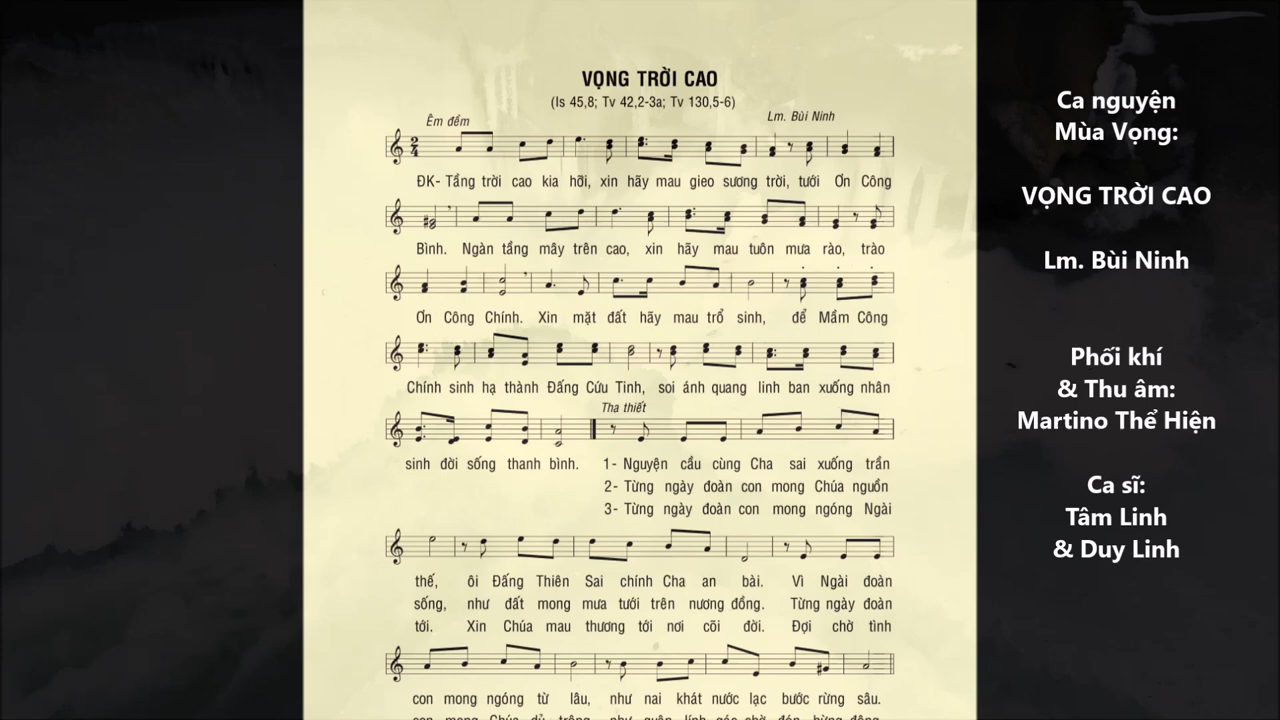 VỌNG TRỜI CAO
(Is 45,8; Tv 42,2-3a; Tv 130,5-6)
Êm đềm
Lm. Bùi Ninh
ĐK- Tầng trời cao kia hỡi, xin hãy mau gieo sương trời, tưới Ơn Công
Bình. Ngàn tầng mây trên cao, xin hãy mau tuôn mưa rào, trào
Ơn Công Chính. Xin mặt đất hãy mau trổ sinh, để Mầm Công
Chính sinh hạ thành Đấng Cứu Tinh, soi ánh quang linh ban xuống nhân
Tha thiết
sinh đời sống thanh bình. 1- Nguyện cầu cùng Cha sai xuống trần
2- Từng ngày đoàn con mong Chúa nguồn
3- Từng ngày đoàn con mong ngóng Ngài
thế, ôi Đấng Thiên Sai chính Cha an bài. Vì Ngài đoàn
sống, như đất mong mưa tưới trên nương đồng. Từng ngày đoàn
tới. Xin Chúa mau thương tới nơi cõi đời. Đợi chờ tình
con mong ngóng từ lâu, như nai khát nước lạc bước rừng sâu.
Ca nguyện
Mùa Vọng:
VỌNG TRỜI CAO
Lm. Bùi Ninh
Phối khí
& Thu âm:
Martino Thể Hiện
Ca sĩ:
Tâm Linh
& Duy Linh